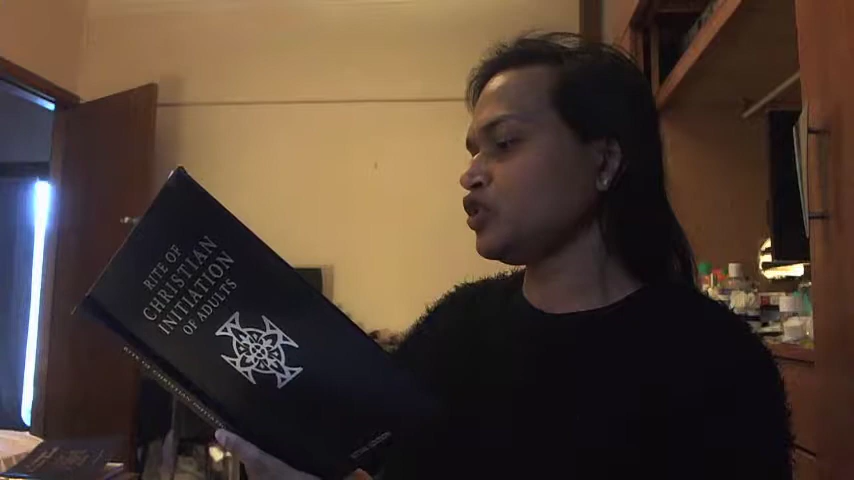 RITE OF
CHRISTIAN
INITIATION
OF ADULTS